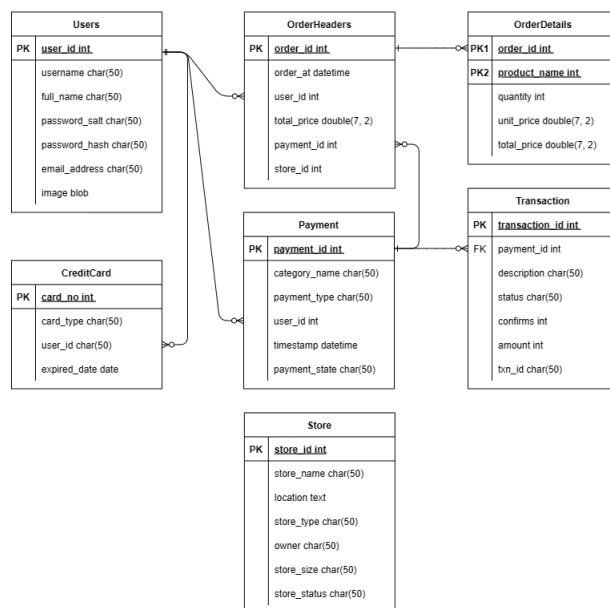 Users
PK user_id int
username char(50)
full_name char(50)
password_salt char(50)
password_hash char(50)
email_address char(50)
image blob
OrderHeaders
PK order_id int
order_at datetime
user_id int
total_price double(7, 2)
payment_id int
store_id int
OrderDetails
PK1 order_id int
PK2 product_name int
quantity int
unit_price double(7, 2)
total_price double(7, 2)
CreditCard
PK card_no int
card_type char(50)
user_id char(50)
expired_date date
Payment
PK payment_id int
category_name char(50)
payment_type char(50)
user_id int
timestamp datetime
payment_state char(50)
Transaction
PK transaction_id int
FK payment_id int
description char(50)
status char(50)
confirms int
amount int
txn_id char(50)
Store
PK store_id int
store_name char(50)
location text
store_type char(50)
owner char(50)
store_size char(50)
store_status char(50)